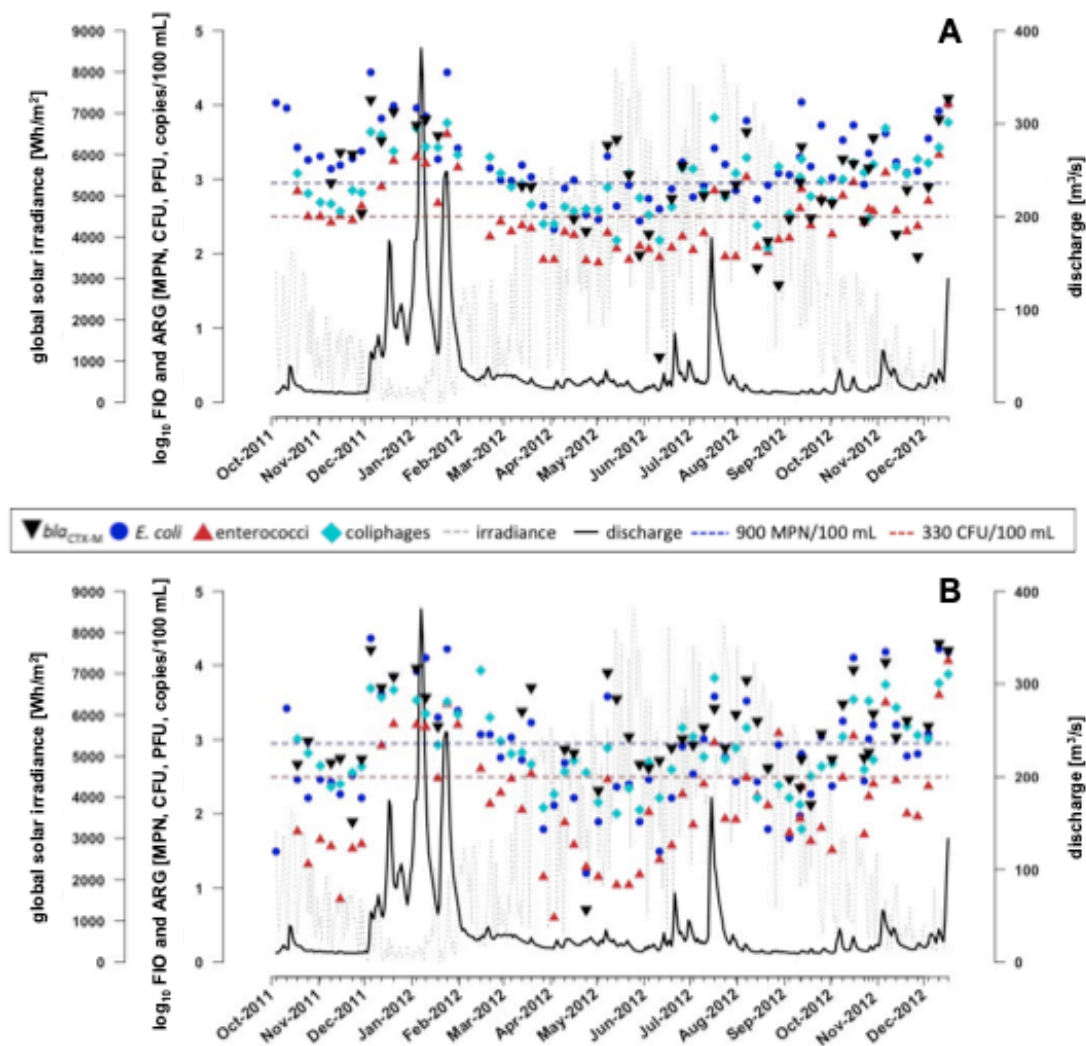 A
global solar irradiance [Wh/m²]
9000
8000
7000
6000
5000
4000
3000
2000
1000
0
log₁₀ FIO and ARG [MPN, CFU, PFU, copies/100 mL]
5
4
3
2
1
0
discharge [m³/s]
400
300
200
100
0
Oct-2011
Nov-2011
Dec-2011
Jan-2012
Feb-2012
Mar-2012
Apr-2012
May-2012
Jun-2012
Jul-2012
Aug-2012
Sep-2012
Oct-2012
Nov-2012
Dec-2012
bla CTX-M E. coli enterococci coliphages irradiance discharge 900 MPN/100 mL 330 CFU/100 mL
B
global solar irradiance [Wh/m²]
9000
8000
7000
6000
5000
4000
3000
2000
1000
0
log₁₀ FIO and ARG [MPN, CFU, PFU, copies/100 mL]
5
4
3
2
1
0
discharge [m³/s]
400
300
200
100
0
Oct-2011
Nov-2011
Dec-2011
Jan-2012
Feb-2012
Mar-2012
Apr-2012
May-2012
Jun-2012
Jul-2012
Aug-2012
Sep-2012
Oct-2012
Nov-2012
Dec-2012